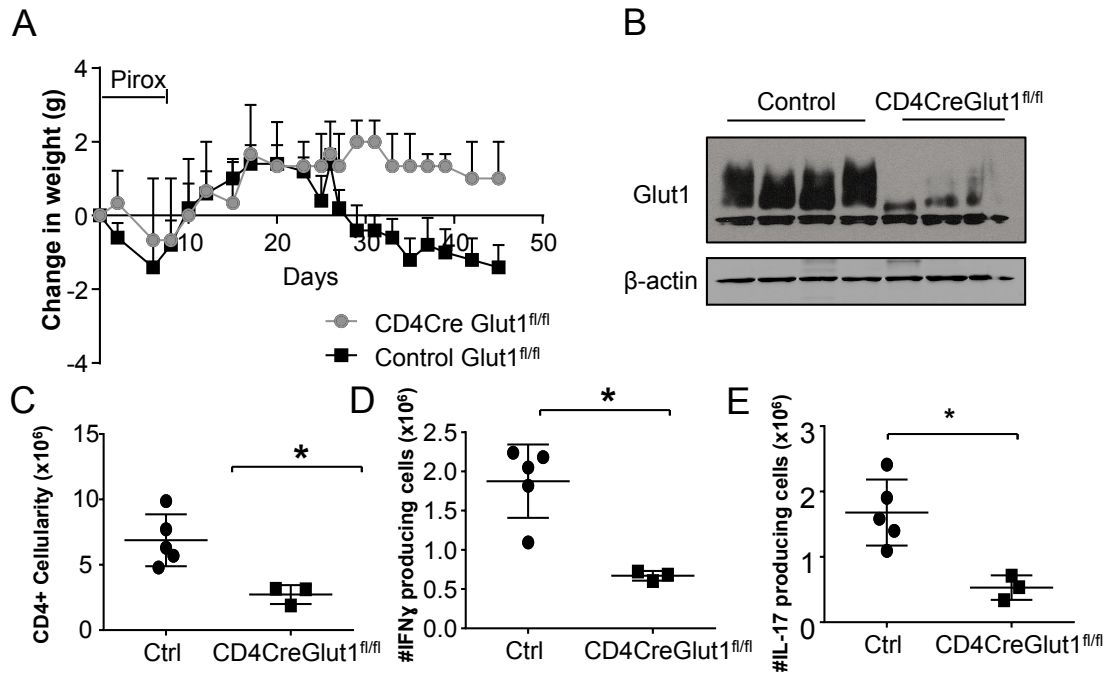 A
B
4
2
0
-2
-4
Change in weight (g)
Pirox
10
20
30
40
50
Days
CD4Cre Glut1fl/fl
Control Glut1fl/fl
Control
CD4CreGlut1fl/fl
Glut1
β-actin
C
CD4+ Cellularity (x10⁶)
15
10
5
0
*
Ctrl
CD4CreGlut1fl/fl
D
#IFNɣ producing cells (x10⁶)
2.5
2.0
1.5
1.0
0.5
0.0
*
Ctrl
CD4CreGlut1fl/fl
E
#IL-17 producing cells (x10⁶)
3
2
1
0
*
Ctrl
CD4CreGlut1fl/fl